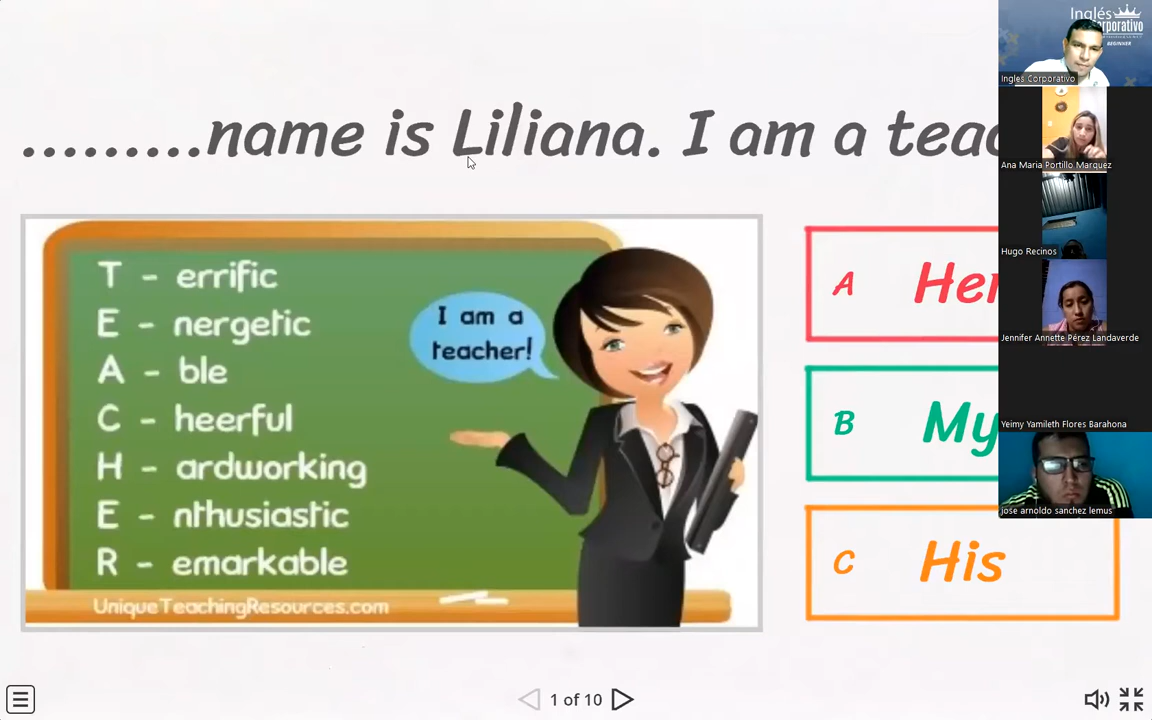 .........name is Liliana. I am a teac
T - errific
E - nergetic
A - ble
C - heerful
H - ardworking
E - nthusiastic
R - emarkable
I am a
teacher!
UniqueTeachingResources.com
A Her
B My
C His
1 of 10
Inglés
Corporativo
BEGINNER
Ingles Corporativo
Ana Maria Portillo Marquez
Hugo Recinos
Jennifer Annette Pérez Landaverde
Yeimy Yamileth Flores Barahona
jose arnoldo sanchez lemus